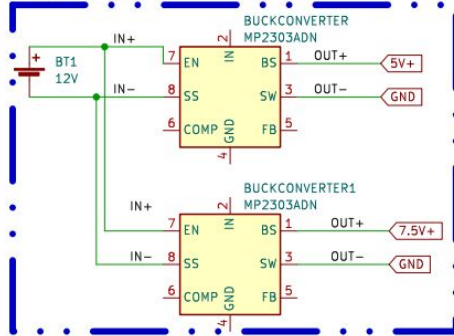 BUCKCONVERTER
MP2303ADN
IN+
BT1
12V
IN-
2
IN
7
EN
BS
1
OUT+
5V+
8
SS
SW
3
OUT-
GND
6
COMP
GND
FB
5
4
BUCKCONVERTER1
MP2303ADN
IN+
2
IN
7
EN
BS
1
OUT+
7.5V+
IN-
8
SS
SW
3
OUT-
GND
6
COMP
GND
FB
5
4